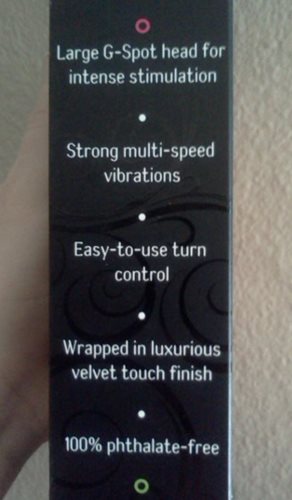 Large G-Spot head for
intense stimulation
Strong multi-speed
vibrations
Easy-to-use turn
control
Wrapped in luxurious
velvet touch finish
100% phthalate-free